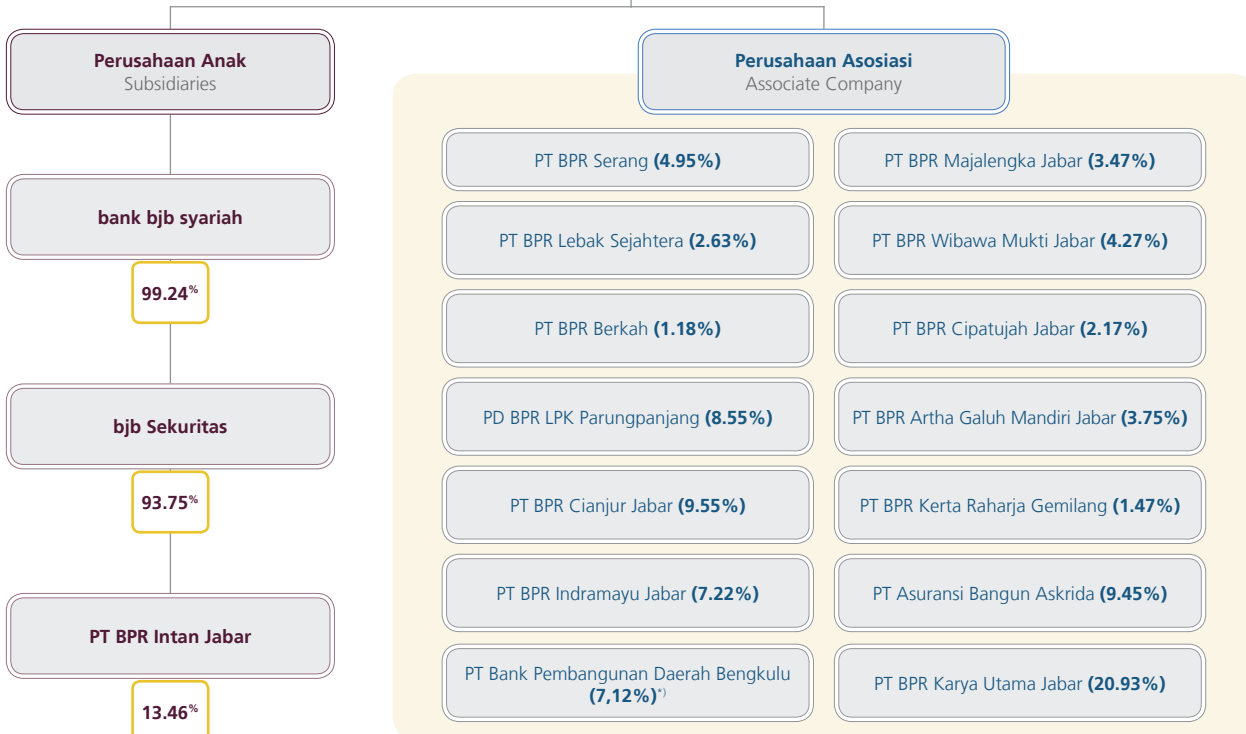 Perusahaan Anak
Subsidiaries
bank bjb syariah
99.24%
bjb Sekuritas
93.75%
PT BPR Intan Jabar
13.46%
Perusahaan Asosiasi
Associate Company
PT BPR Serang (4.95%)
PT BPR Majalengka Jabar (3.47%)
PT BPR Lebak Sejahtera (2.63%)
PT BPR Wibawa Mukti Jabar (4.27%)
PT BPR Berkah (1.18%)
PT BPR Cipatujah Jabar (2.17%)
PD BPR LPK Parungpanjang (8.55%)
PT BPR Artha Galuh Mandiri Jabar (3.75%)
PT BPR Cianjur Jabar (9.55%)
PT BPR Kerta Raharja Gemilang (1.47%)
PT BPR Indramayu Jabar (7.22%)
PT Asuransi Bangun Askrida (9.45%)
PT Bank Pembangunan Daerah Bengkulu
(7,12%)*)
PT BPR Karya Utama Jabar (20.93%)